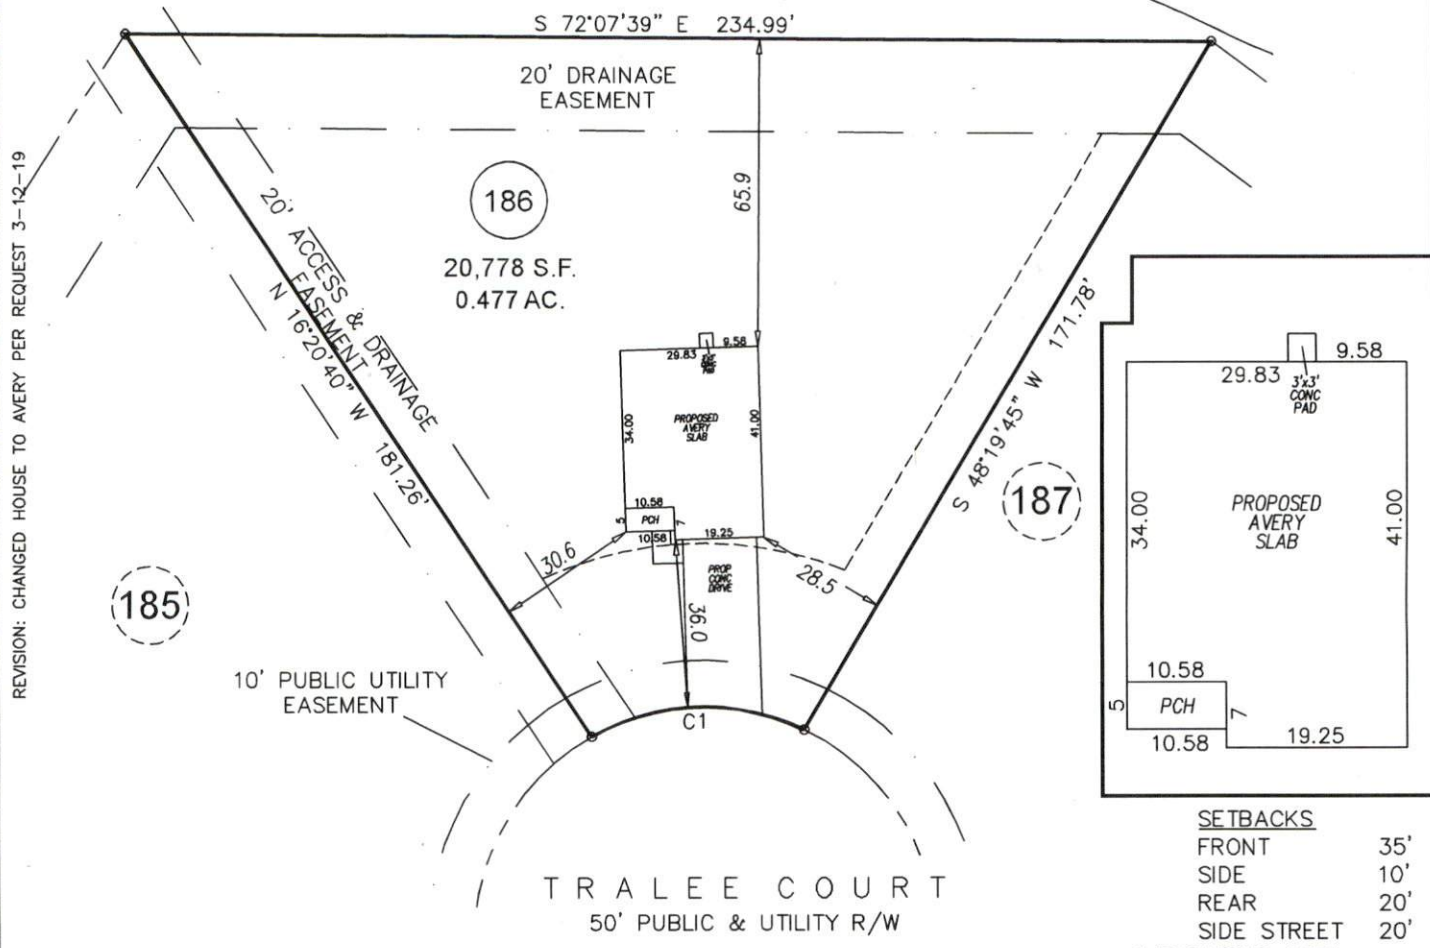 S 72°07'39" E 234.99'
20' DRAINAGE
EASEMENT
REVISION: CHANGED HOUSE TO AVERY PER REQUEST 3-12-19
186
20,778 S.F.
0.477 AC.
65.9
20' ACCESS & DRAINAGE
EASEMENT
N 16°20'40" W 181.26'
S 48°19'45" W 171.78'
187
185
9.58
29.83
34.00
PROPOSED
AVERY
SLAB
41.00
10.58
5
PCH
7
10.58
19.25
30.6
28.5
PROP
CONC
DRIVE
36.0
10' PUBLIC UTILITY
EASEMENT
C1
TRALEE COURT
50' PUBLIC & UTILITY R/W
9.58
29.83
3'x3'
CONC
PAD
34.00
PROPOSED
AVERY
SLAB
41.00
10.58
5
PCH
7
10.58
19.25
SETBACKS
FRONT 35'
SIDE 10'
REAR 20'
SIDE STREET 20'